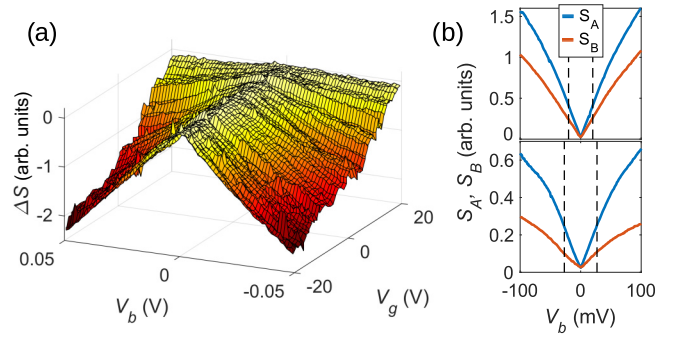 (a)
0
-1
-2
ΔS (arb. units)
0.05
0
-0.05
V_b (V)
-20
0
20
V_g (V)
(b)
S_A
S_B
1.5
1
0.5
0
S_A, S_B (arb. units)
0.6
0.4
0.2
0
-100 0 100
V_b (mV)